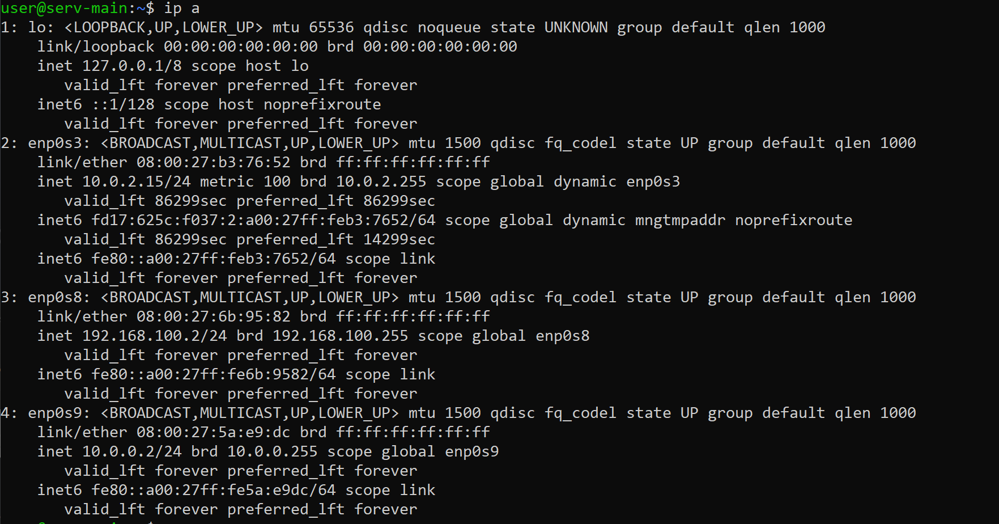 user@serv-main:~$ ip a
1: lo: <LOOPBACK,UP,LOWER_UP> mtu 65536 qdisc noqueue state UNKNOWN group default qlen 1000
    link/loopback 00:00:00:00:00:00 brd 00:00:00:00:00:00
    inet 127.0.0.1/8 scope host lo
       valid_lft forever preferred_lft forever
    inet6 ::1/128 scope host noprefixroute
       valid_lft forever preferred_lft forever
2: enp0s3: <BROADCAST,MULTICAST,UP,LOWER_UP> mtu 1500 qdisc fq_codel state UP group default qlen 1000
    link/ether 08:00:27:b3:76:52 brd ff:ff:ff:ff:ff:ff
    inet 10.0.2.15/24 metric 100 brd 10.0.2.255 scope global dynamic enp0s3
       valid_lft 86299sec preferred_lft 86299sec
    inet6 fd17:625c:f037:2:a00:27ff:feb3:7652/64 scope global dynamic mngtmpaddr noprefixroute
       valid_lft 86299sec preferred_lft 14299sec
    inet6 fe80::a00:27ff:feb3:7652/64 scope link
       valid_lft forever preferred_lft forever
3: enp0s8: <BROADCAST,MULTICAST,UP,LOWER_UP> mtu 1500 qdisc fq_codel state UP group default qlen 1000
    link/ether 08:00:27:6b:95:82 brd ff:ff:ff:ff:ff:ff
    inet 192.168.100.2/24 brd 192.168.100.255 scope global enp0s8
       valid_lft forever preferred_lft forever
    inet6 fe80::a00:27ff:fe6b:9582/64 scope link
       valid_lft forever preferred_lft forever
4: enp0s9: <BROADCAST,MULTICAST,UP,LOWER_UP> mtu 1500 qdisc fq_codel state UP group default qlen 1000
    link/ether 08:00:27:5a:e9:dc brd ff:ff:ff:ff:ff:ff
    inet 10.0.0.2/24 brd 10.0.0.255 scope global enp0s9
       valid_lft forever preferred_lft forever
    inet6 fe80::a00:27ff:fe5a:e9dc/64 scope link
       valid_lft forever preferred_lft forever